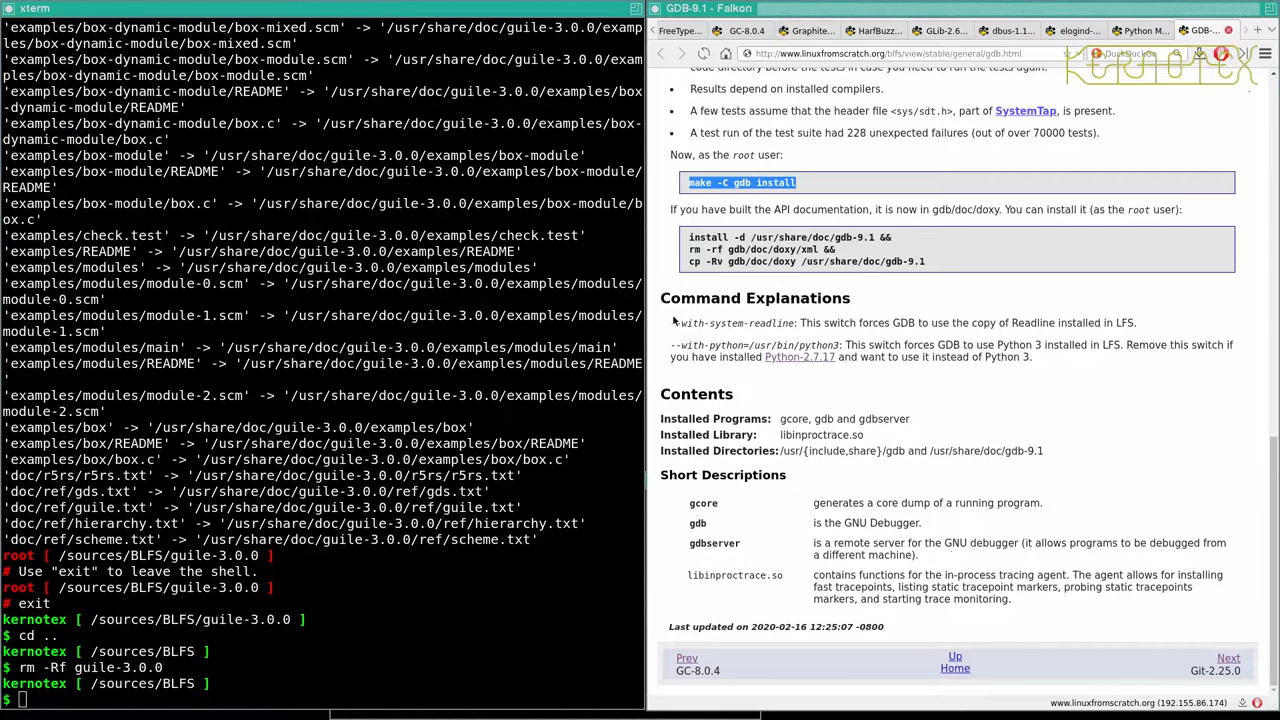 xterm
'examples/box-dynamic-module/box-mixed.scm' -> '/usr/share/doc/guile-3.0.0/exam
ples/box-dynamic-module/box-mixed.scm'
'examples/box-dynamic-module/box-module.scm' -> '/usr/share/doc/guile-3.0.0/exa
mples/box-dynamic-module/box-module.scm'
'examples/box-dynamic-module/README' -> '/usr/share/doc/guile-3.0.0/examples/box
-dynamic-module/README'
'examples/box-dynamic-module/box.c' -> '/usr/share/doc/guile-3.0.0/examples/box-
dynamic-module/box.c'
'examples/box-module' -> '/usr/share/doc/guile-3.0.0/examples/box-module'
'examples/box-module/README' -> '/usr/share/doc/guile-3.0.0/examples/box-module/
README'
'examples/box-module/box.c' -> '/usr/share/doc/guile-3.0.0/examples/box-module/b
ox.c'
'examples/check.test' -> '/usr/share/doc/guile-3.0.0/examples/check.test'
'examples/README' -> '/usr/share/doc/guile-3.0.0/examples/README'
'examples/modules' -> '/usr/share/doc/guile-3.0.0/examples/modules'
'examples/modules/module-0.scm' -> '/usr/share/doc/guile-3.0.0/examples/modules/
module-0.scm'
'examples/modules/module-1.scm' -> '/usr/share/doc/guile-3.0.0/examples/modules/
module-1.scm'
'examples/modules/main' -> '/usr/share/doc/guile-3.0.0/examples/modules/main'
'examples/modules/README' -> '/usr/share/doc/guile-3.0.0/examples/modules/README
'
'examples/modules/module-2.scm' -> '/usr/share/doc/guile-3.0.0/examples/modules/
module-2.scm'
'examples/box' -> '/usr/share/doc/guile-3.0.0/examples/box'
'examples/box/README' -> '/usr/share/doc/guile-3.0.0/examples/box/README'
'examples/box/box.c' -> '/usr/share/doc/guile-3.0.0/examples/box/box.c'
'doc/r5rs/r5rs.txt' -> '/usr/share/doc/guile-3.0.0/r5rs/r5rs.txt'
'doc/ref/gds.txt' -> '/usr/share/doc/guile-3.0.0/ref/gds.txt'
'doc/ref/guile.txt' -> '/usr/share/doc/guile-3.0.0/ref/guile.txt'
'doc/ref/hierarchy.txt' -> '/usr/share/doc/guile-3.0.0/ref/hierarchy.txt'
'doc/ref/scheme.txt' -> '/usr/share/doc/guile-3.0.0/ref/scheme.txt'
root [ /sources/BLFS/guile-3.0.0 ]
# Use "exit" to leave the shell.
root [ /sources/BLFS/guile-3.0.0 ]
# exit
kernotex [ /sources/BLFS/guile-3.0.0 ]
$ cd ..
kernotex [ /sources/BLFS ]
$ rm -Rf guile-3.0.0
kernotex [ /sources/BLFS ]
$
GDB-9.1 - Falkon
FreeType... GC-8.0.4 Graphite... HarfBuzz... GLib-2.6... dbus-1.1... elogind-... Python M... GDB-...
http://www.linuxfromscratch.org/blfs/view/stable/general/gdb.html DuckDuckGo
KERNOTEX
code directory before the tests in case you need to run the tests again.
• Results depend on installed compilers.
• A few tests assume that the header file <sys/sdt.h>, part of SystemTap, is present.
• A test run of the test suite had 228 unexpected failures (out of over 70000 tests).
Now, as the root user:
make -C gdb install
If you have built the API documentation, it is now in gdb/doc/doxy. You can install it (as the root user):
install -d /usr/share/doc/gdb-9.1 &&
rm -rf gdb/doc/doxy/xml &&
cp -Rv gdb/doc/doxy /usr/share/doc/gdb-9.1
Command Explanations
-with-system-readline: This switch forces GDB to use the copy of Readline installed in LFS.
--with-python=/usr/bin/python3: This switch forces GDB to use Python 3 installed in LFS. Remove this switch if
you have installed Python-2.7.17 and want to use it instead of Python 3.
Contents
Installed Programs: gcore, gdb and gdbserver
Installed Library: libinproctrace.so
Installed Directories: /usr/{include,share}/gdb and /usr/share/doc/gdb-9.1
Short Descriptions
gcore generates a core dump of a running program.
gdb is the GNU Debugger.
gdbserver is a remote server for the GNU debugger (it allows programs to be debugged from
a different machine).
libinproctrace.so contains functions for the in-process tracing agent. The agent allows for installing
fast tracepoints, listing static tracepoint markers, probing static tracepoints
markers, and starting trace monitoring.
Last updated on 2020-02-16 12:25:07 -0800
Prev Up Next
GC-8.0.4 Home Git-2.25.0
www.linuxfromscratch.org (192.155.86.174)